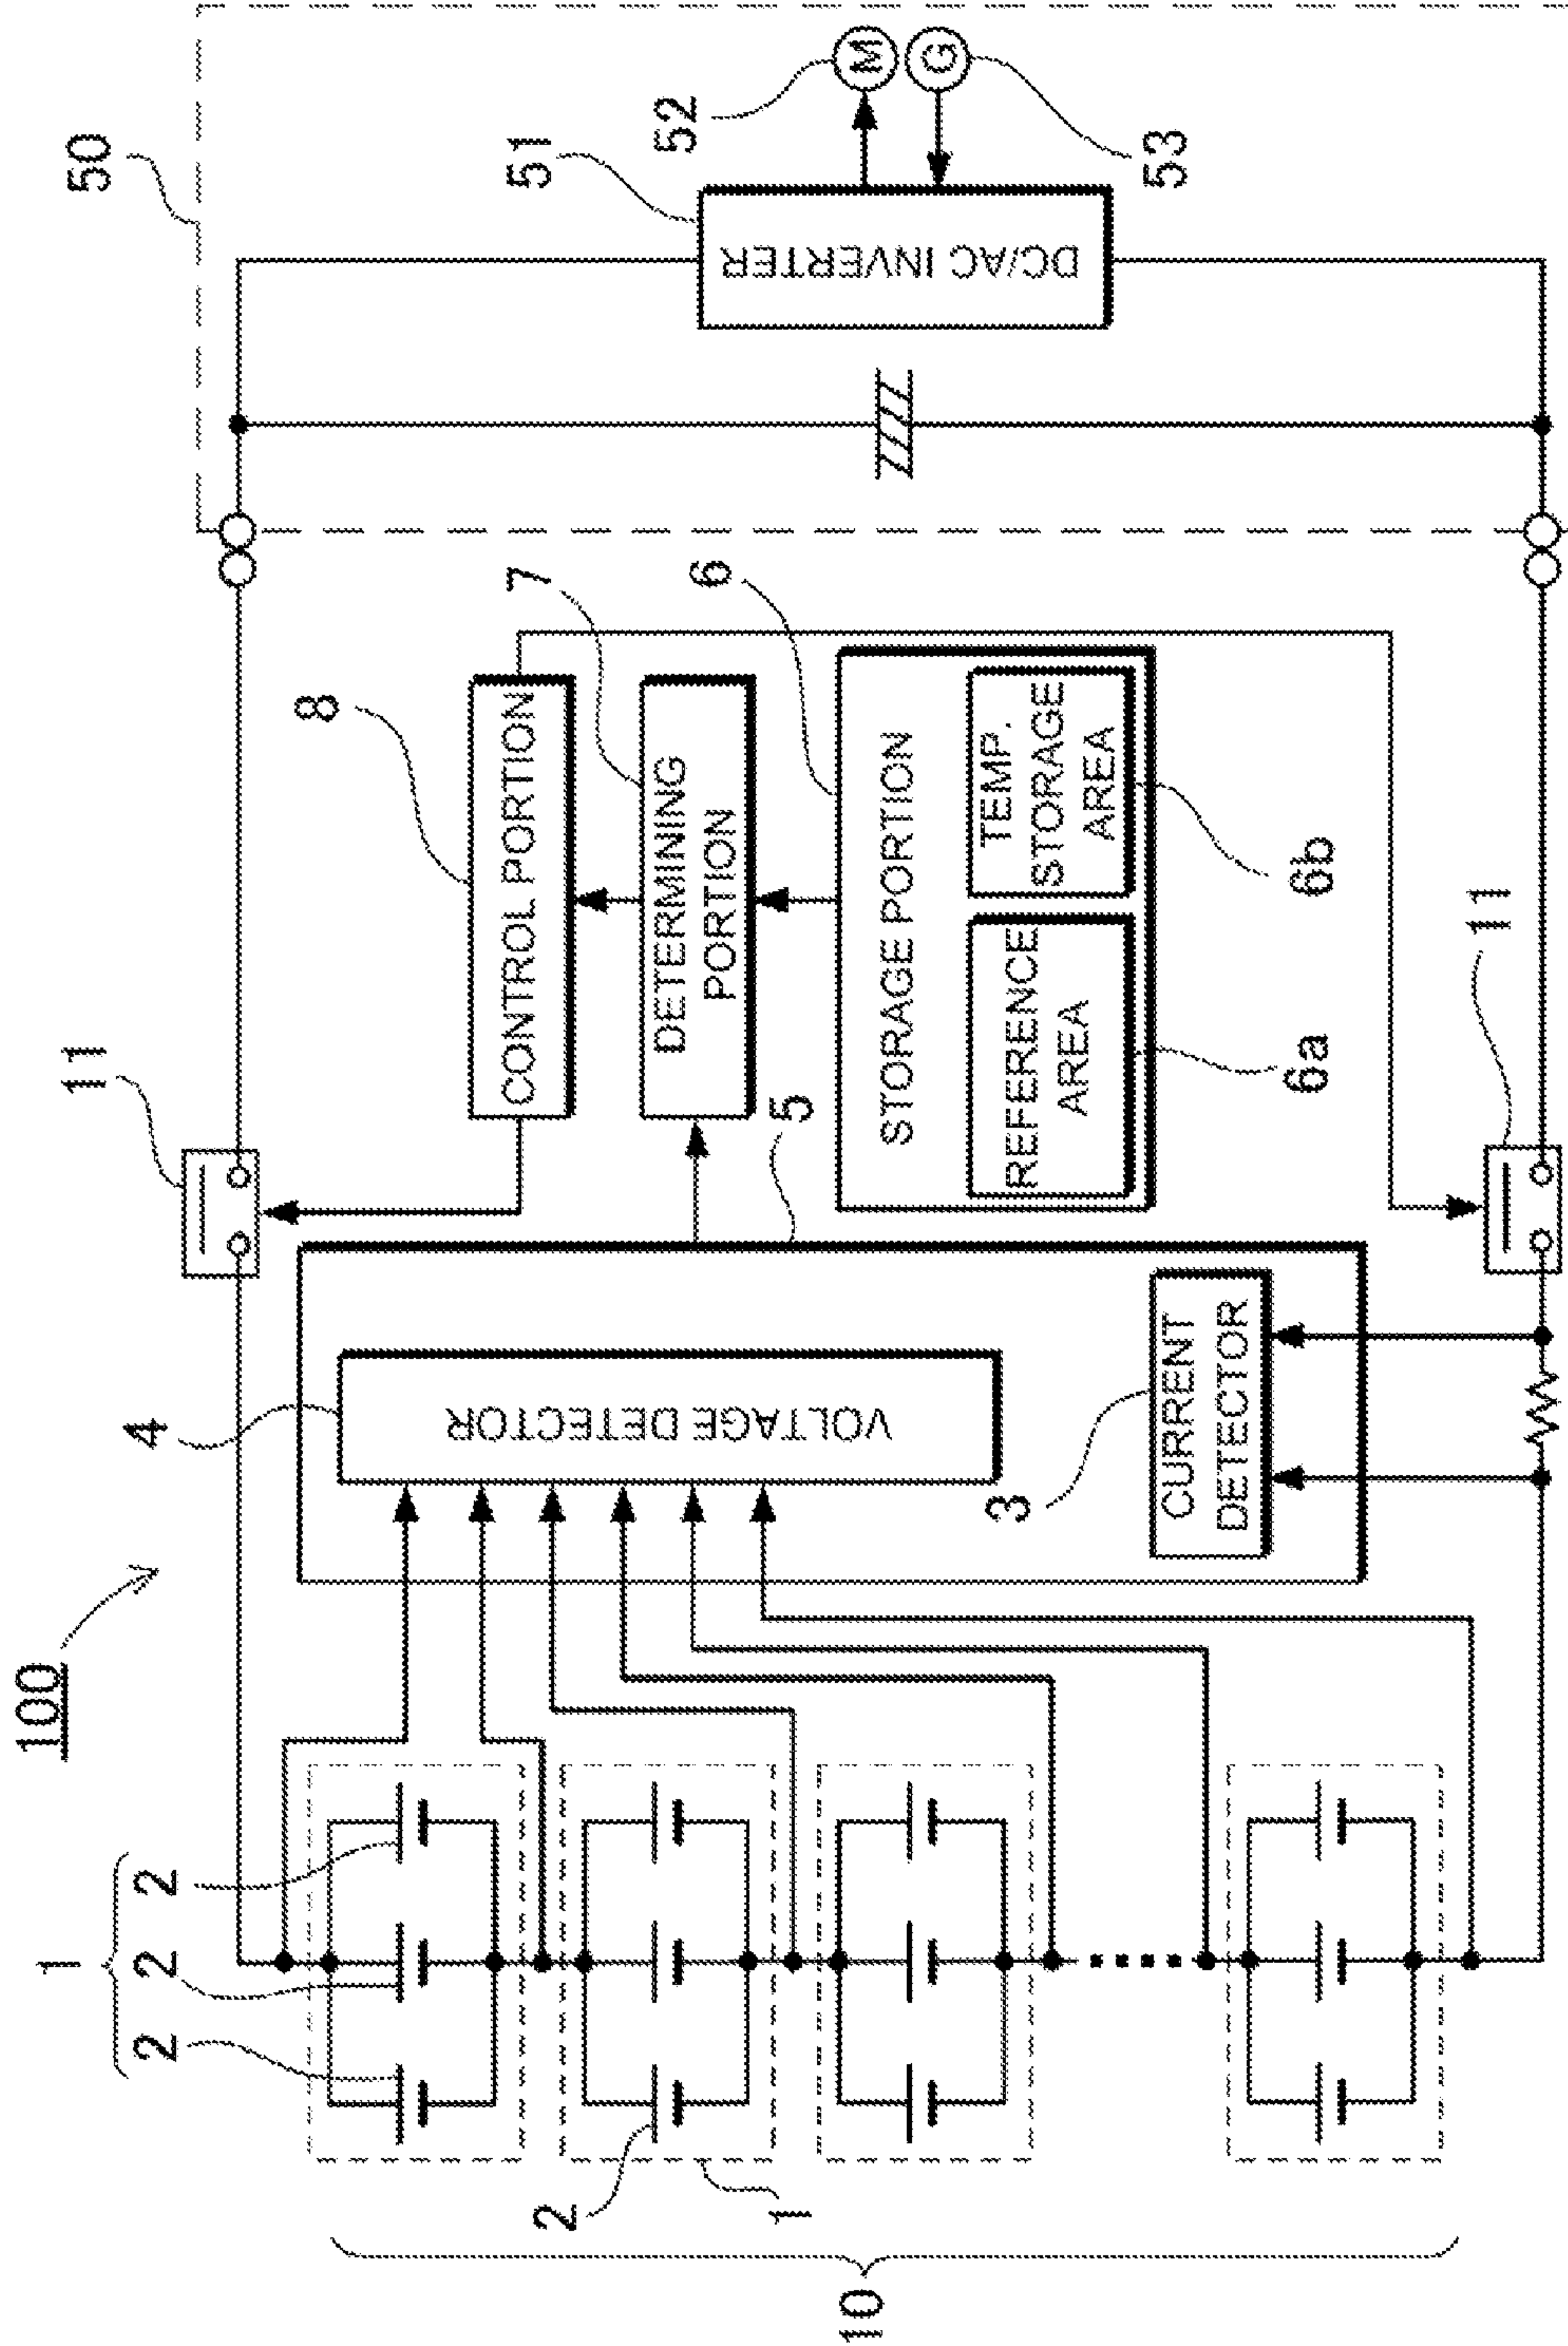 100
50
11
8
7
6
51
52
M
G
53
DC/AC INVERTER
CONTROL PORTION
DETERMINING
PORTION
STORAGE PORTION
REFERENCE
AREA
TEMP.
STORAGE
AREA
6a
6b
11
5
4
VOLTAGE DETECTOR
3
CURRENT
DETECTOR
1
2
2
2
2
1
10